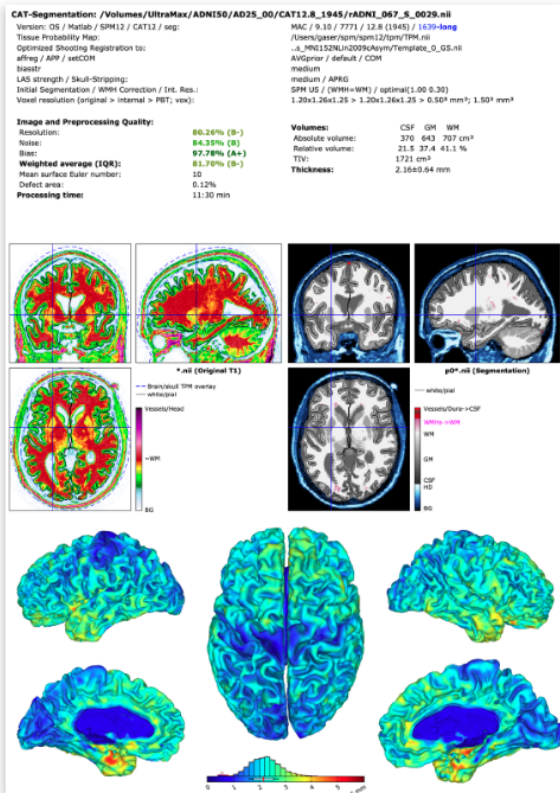 CAT-Segmentation: /Volumes/UltraMax/ADNI50/AD25_00/CAT12.8_1945/rADNI_067_S_0029.nii
Version: OS / Matlab / SPM12 / CAT12 / seg: MAC / 9.10 / 7771 / 12.8 (1945) / 1639-long
Tissue Probability Map: /Users/gaser/spm/spm12/tpm/TPM.nii
Optimized Shooting Registration to: ..s_MNI152NLin2009cAsym/Template_0_GS.nii
affreg / APP / setCOM AVGprior / default / COM
biasstr medium
LAS strength / Skull-Stripping: medium / APRG
Initial Segmentation / WMH Correction / Int. Res.: SPM US / (WMH=WM) / optimal(1.00 0.30)
Voxel resolution (original > internal > PBT; vox): 1.20x1.26x1.25 > 1.20x1.26x1.25 > 0.50³ mm³; 1.50³ mm³
Image and Preprocessing Quality:
Resolution: 80.26% (B-)
Noise: 84.35% (B)
Bias: 97.78% (A+)
Weighted average (IQR): 81.70% (B-)
Mean surface Euler number: 10
Defect area: 0.12%
Processing time: 11:30 min
Volumes: CSF GM WM
Absolute volume: 370 643 707 cm³
Relative volume: 21.5 37.4 41.1 %
TIV: 1721 cm³
Thickness: 2.16±0.64 mm
*.nii (Original T1)
Brain/skull TPM overlay
white/pial
Vessels/Head
~WM
BG
p0*.nii (Segmentation)
white/pial
Vessels/Dura->CSF
WMHs->WM
WM
GM
CSF
HD
BG
0 1 2 3 4 5 mm